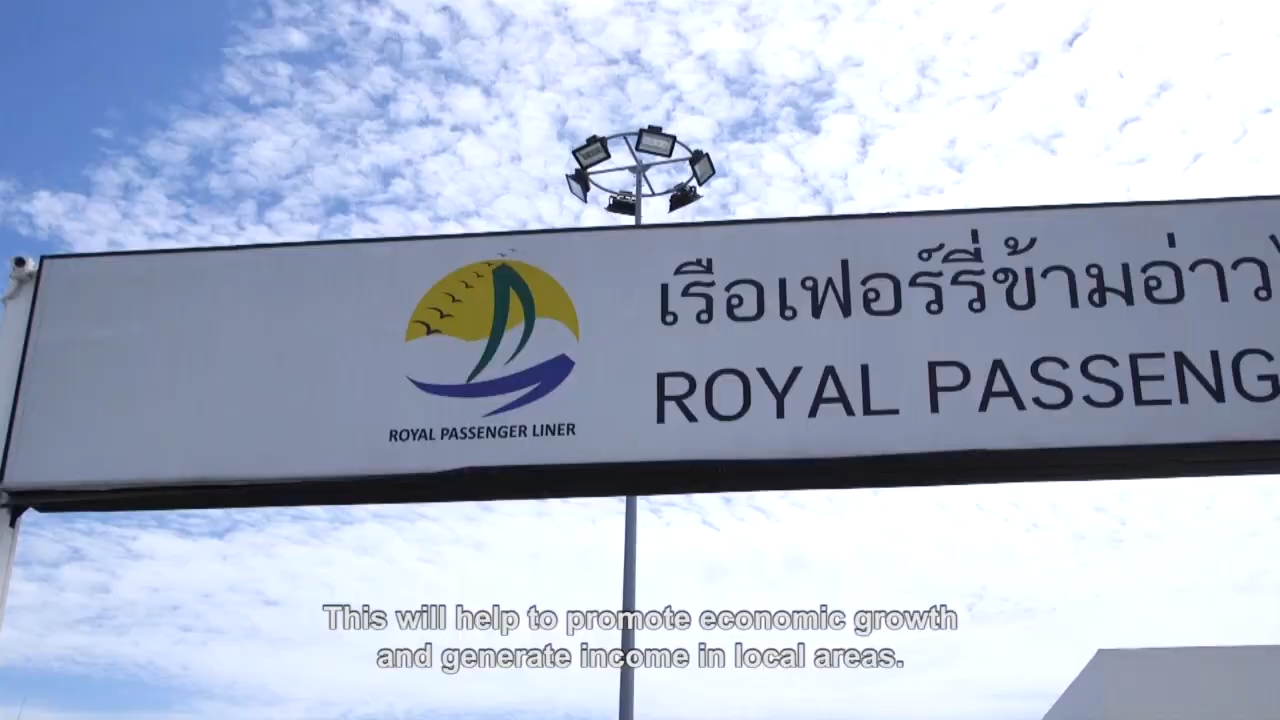 เรือเฟอร์รี่ข้ามอ่าว
ROYAL PASSENG
ROYAL PASSENGER LINER
This will help to promote economic growth
and generate income in local areas.